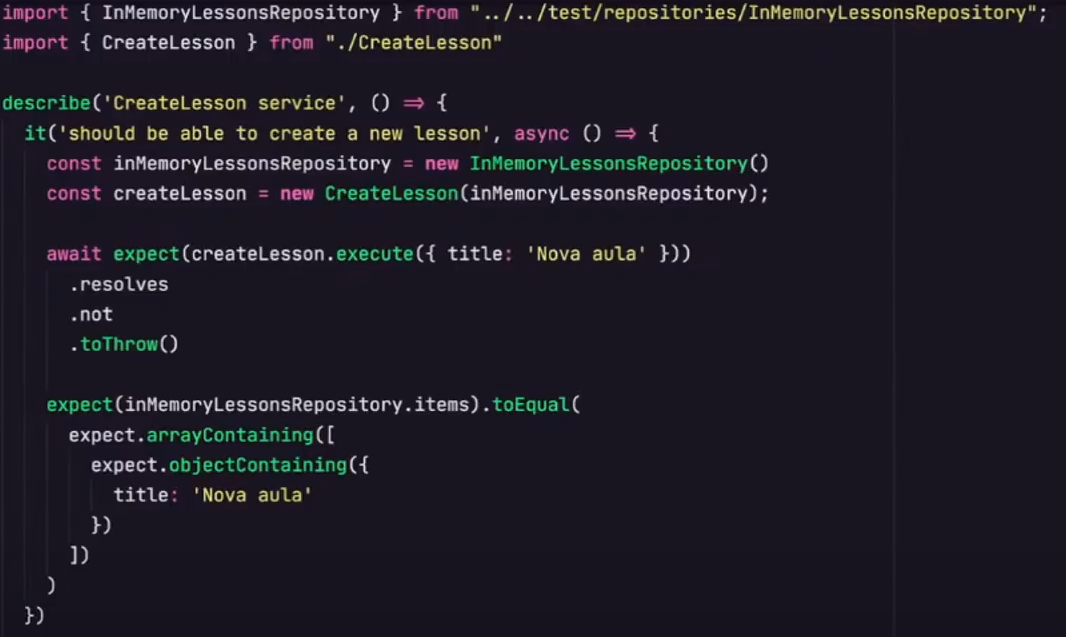 import { InMemoryLessonsRepository } from "../../test/repositories/InMemoryLessonsRepository";
import { CreateLesson } from "./CreateLesson"
describe('CreateLesson service', () => {
it('should be able to create a new lesson', async () => {
const inMemoryLessonsRepository = new InMemoryLessonsRepository()
const createLesson = new CreateLesson(inMemoryLessonsRepository);
await expect(createLesson.execute({ title: 'Nova aula' }))
.resolves
.not
.toThrow()
expect(inMemoryLessonsRepository.items).toEqual(
expect.arrayContaining([
expect.objectContaining({
title: 'Nova aula'
})
])
)
})